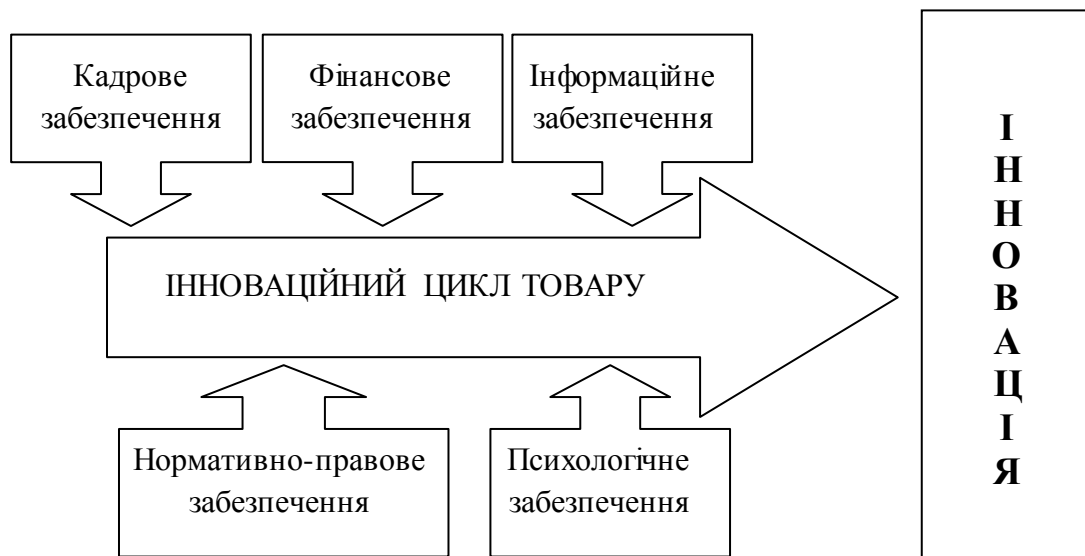 Кадрове
забезпечення
Фінансове
забезпечення
Інформаційне
забезпечення
ІННОВАЦІЙНИЙ ЦИКЛ ТОВАРУ
Нормативно-правове
забезпечення
Психологічне
забезпечення
І
Н
Н
О
В
А
Ц
І
Я